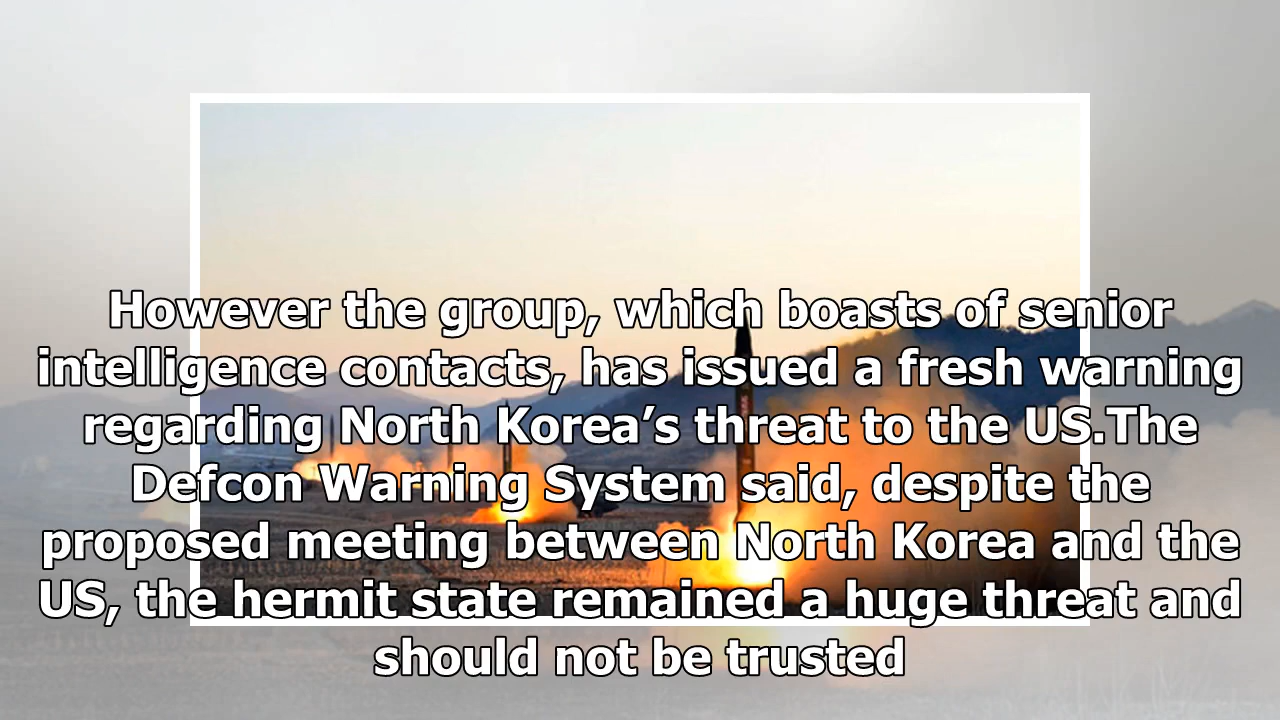 However the group, which boasts of senior
intelligence contacts, has issued a fresh warning
regarding North Korea’s threat to the US.The
Defcon Warning System said, despite the
proposed meeting between North Korea and the
US, the hermit state remained a huge threat and
should not be trusted